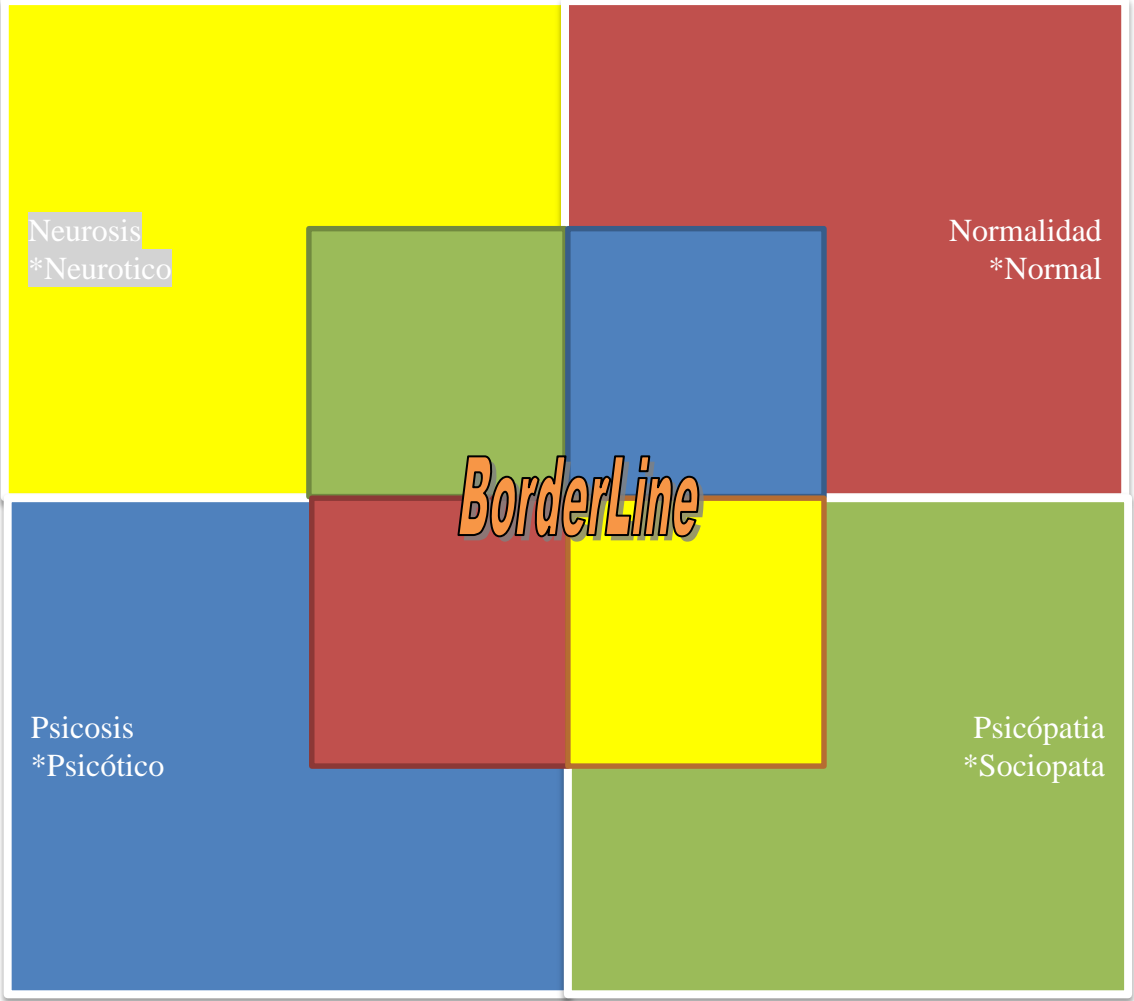 Neurosis
*Neurotico
Normalidad
*Normal
BorderLine
Psicosis
*Psicótico
Psicópatia
*Sociopata